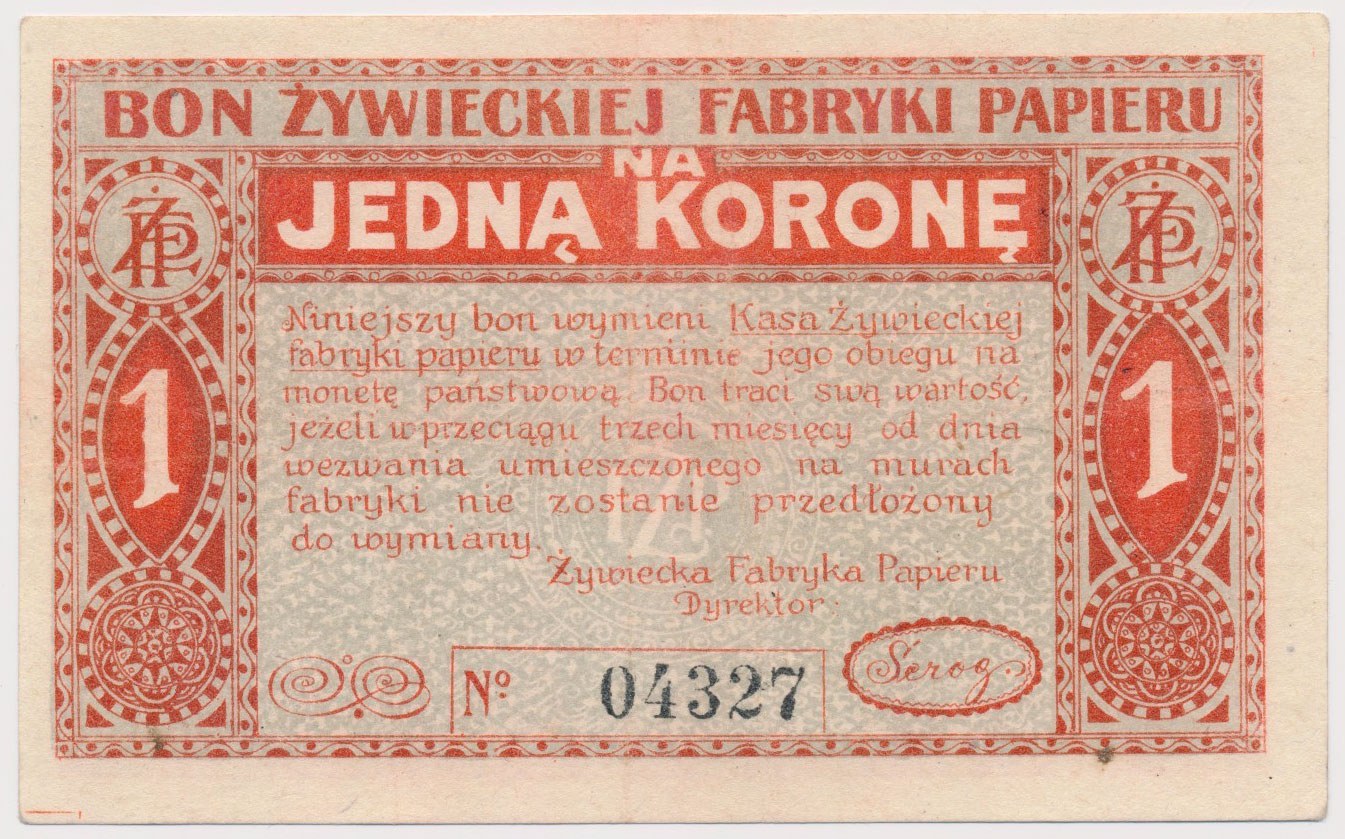 BON ŻYWIECKIEJ FABRYKI PAPIERU
NA
JEDNĄ KORONĘ
ŻFP
ŻFP
Niniejszy bon wymieni Kasa Żywieckiej
fabryki papieru w terminie jego obiegu na
monetę państwową. Bon traci swą wartość,
jeżeli w przeciągu trzech miesięcy od dnia
wezwania umieszczonego na murach
fabryki nie zostanie przedłożony
do wymiany.
1
1
Żywiecka Fabryka Papieru
Dyrektor:
Nº 04327